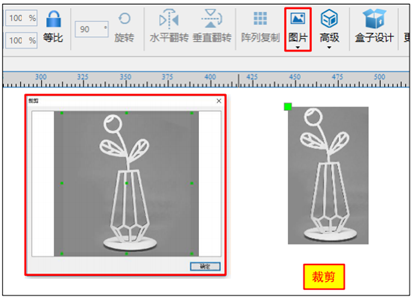 100 %
100 %
等比
90 °
旋转
水平翻转
垂直翻转
阵列复制
图片
高级
盒子设计
300
325
350
375
400
425
450
475
500
裁剪
确定
裁剪